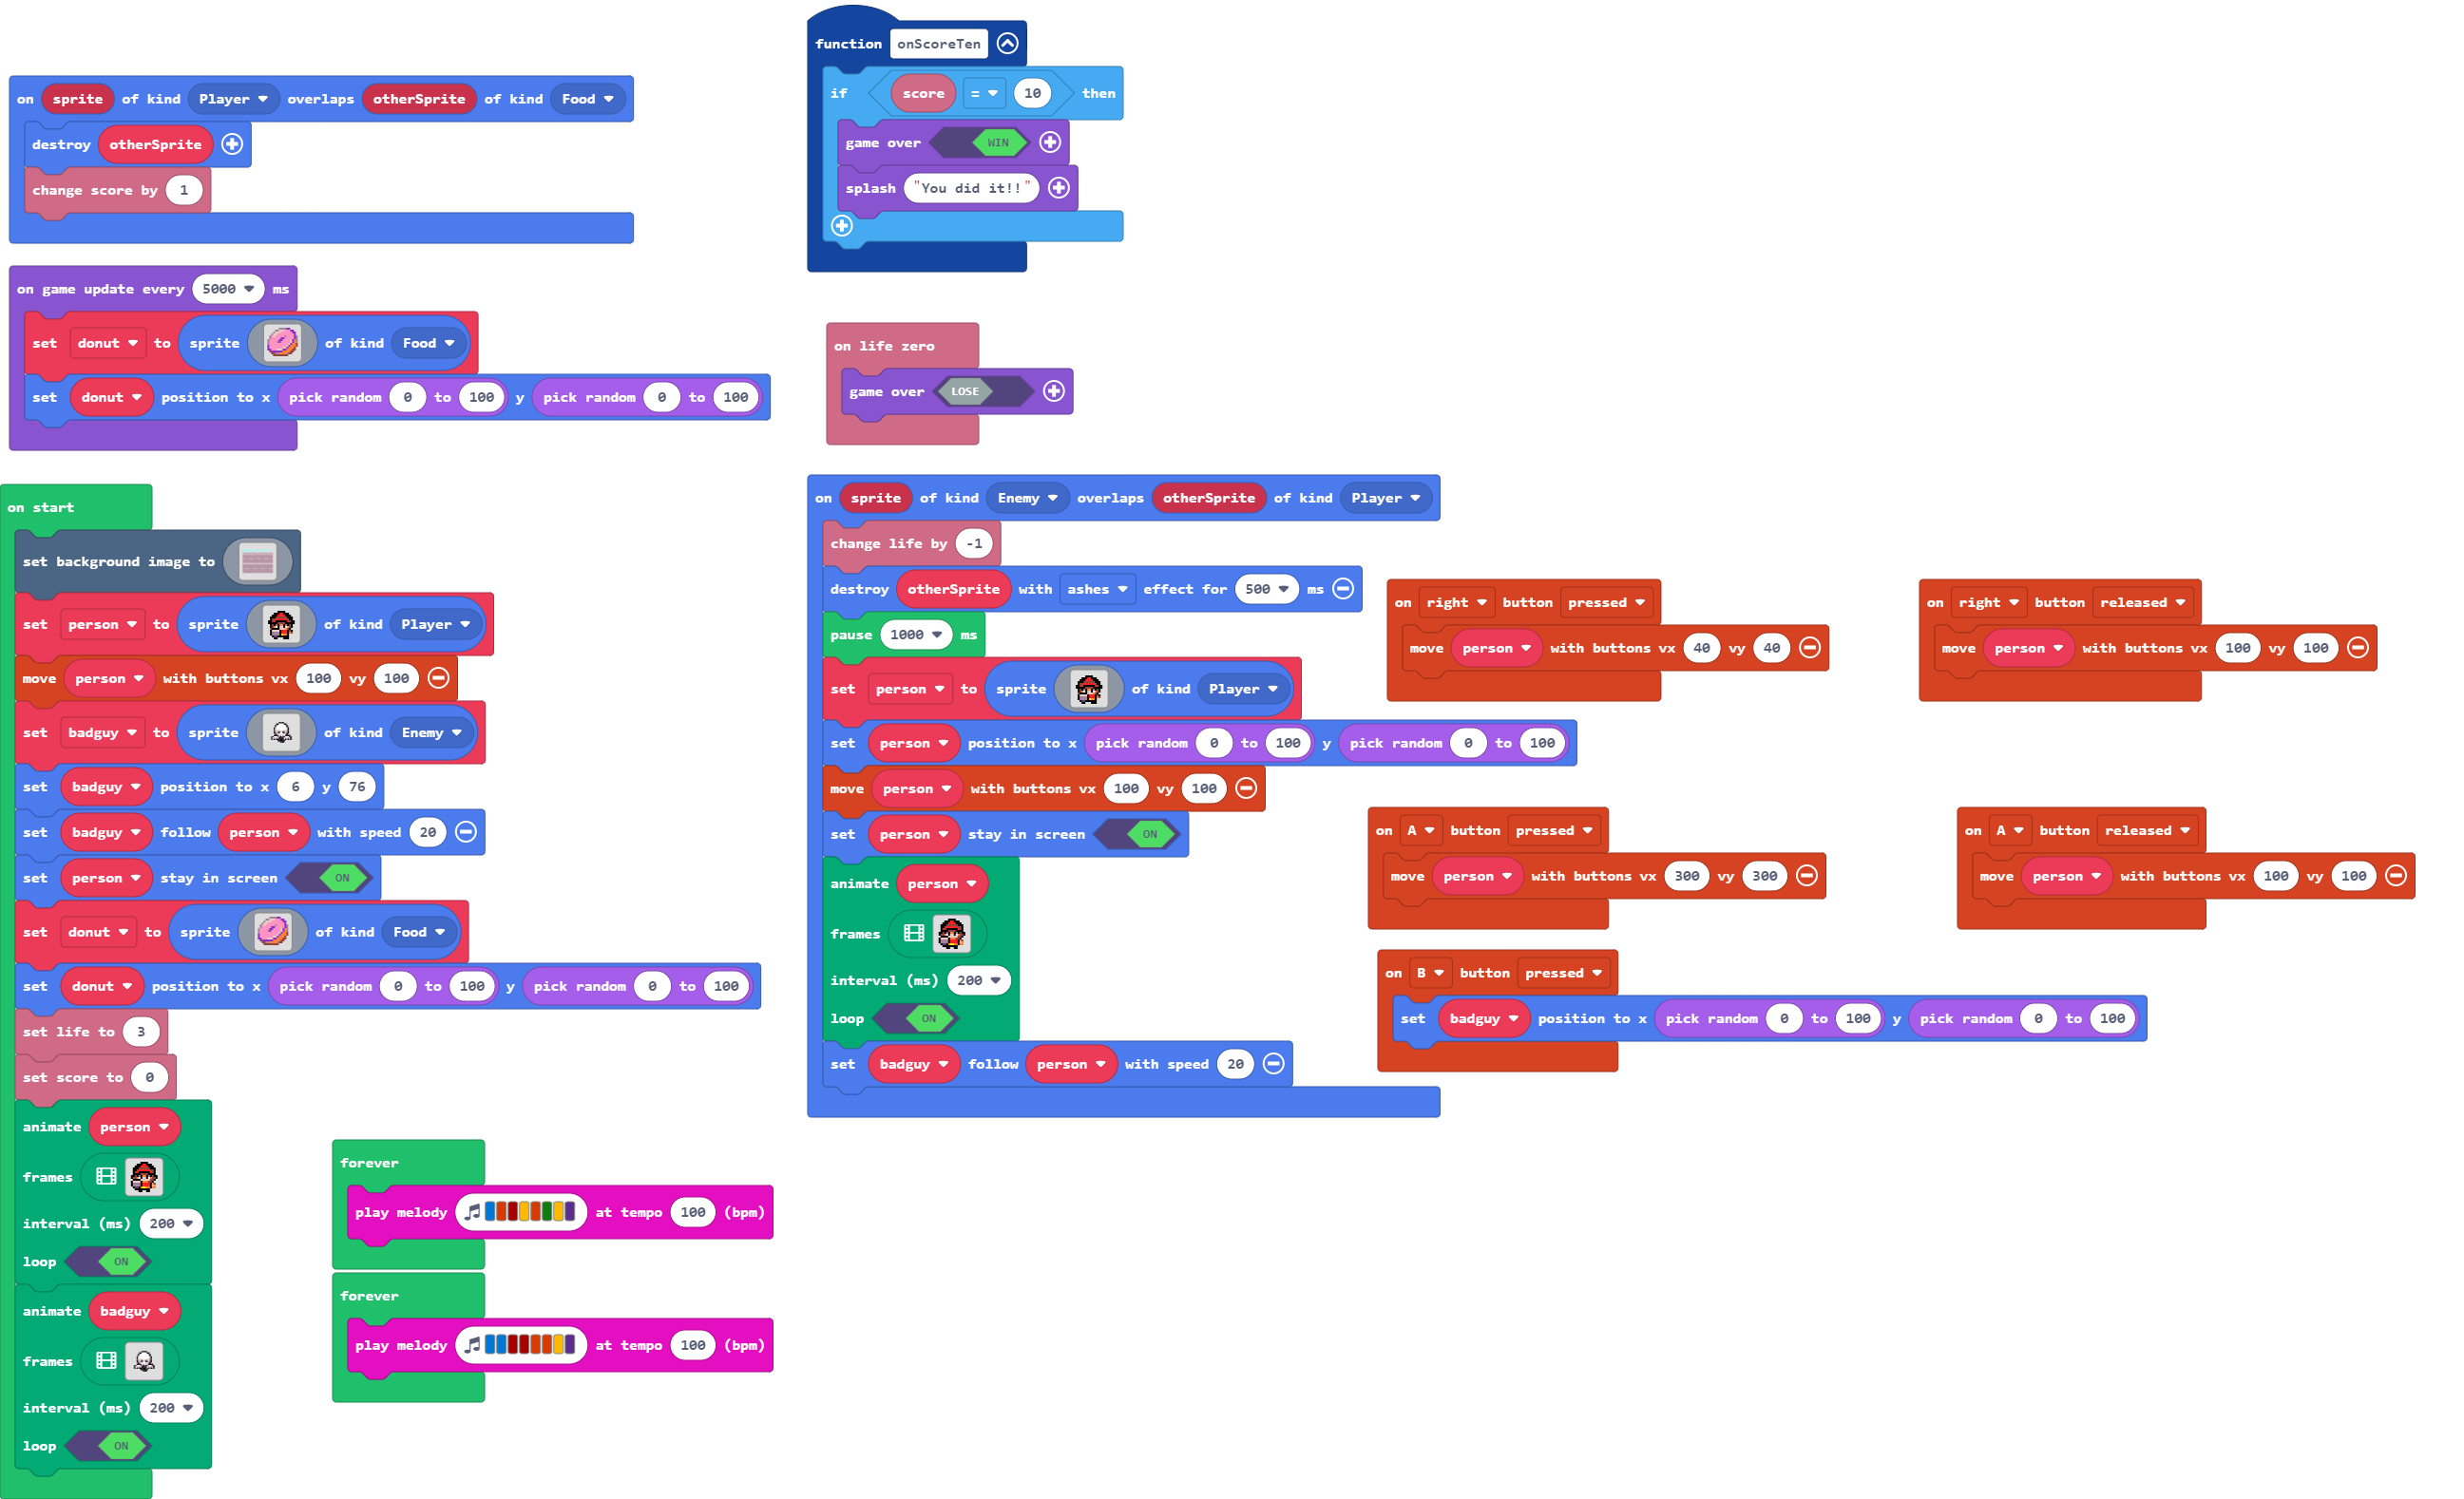 function onScoreTen
if score = 10 then
game over WIN
splash "You did it!!"
on sprite of kind Player overlaps otherSprite of kind Food
destroy otherSprite
change score by 1
on game update every 5000 ms
set donut to sprite of kind Food
set donut position to x pick random 0 to 100 y pick random 0 to 100
on life zero
game over LOSE
on start
set background image to
set person to sprite of kind Player
move person with buttons vx 100 vy 100
set badguy to sprite of kind Enemy
set badguy position to x 6 y 76
set badguy follow person with speed 20
set person stay in screen ON
set donut to sprite of kind Food
set donut position to x pick random 0 to 100 y pick random 0 to 100
set life to 3
set score to 0
animate person
frames
interval (ms) 200
loop ON
animate badguy
frames
interval (ms) 200
loop ON
forever
play melody at tempo 100 (bpm)
forever
play melody at tempo 100 (bpm)
on sprite of kind Enemy overlaps otherSprite of kind Player
change life by -1
destroy otherSprite with ashes effect for 500 ms
pause 1000 ms
set person to sprite of kind Player
set person position to x pick random 0 to 100 y pick random 0 to 100
move person with buttons vx 100 vy 100
set person stay in screen ON
animate person
frames
interval (ms) 200
loop ON
set badguy follow person with speed 20
on right button pressed
move person with buttons vx 40 vy 40
on right button released
move person with buttons vx 100 vy 100
on A button pressed
move person with buttons vx 300 vy 300
on A button released
move person with buttons vx 100 vy 100
on B button pressed
set badguy position to x pick random 0 to 100 y pick random 0 to 100